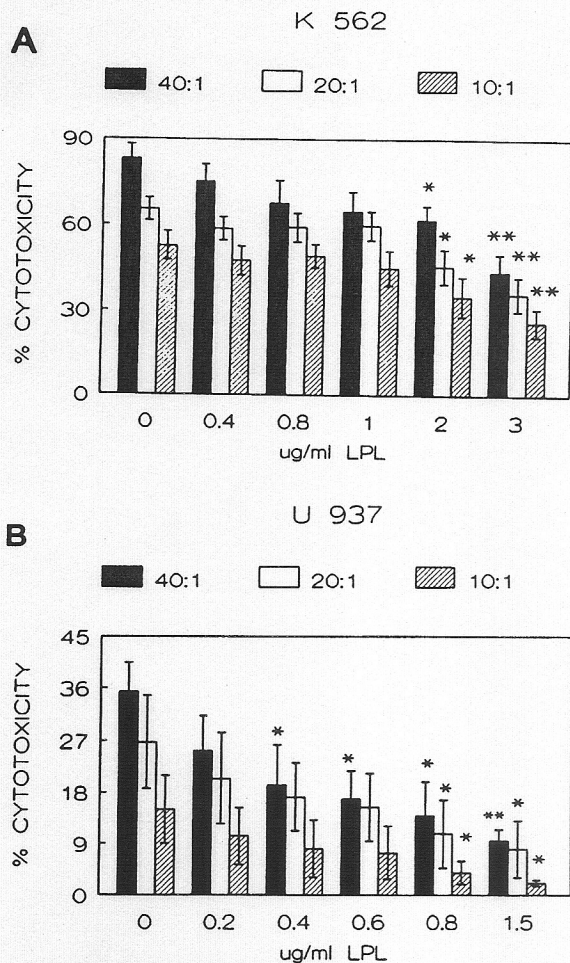 A
K 562
40:1 20:1 10:1
90
60
30
0
% CYTOTOXICITY
*
*
*
**
**
**
0 0.4 0.8 1 2 3
ug/ml LPL
B
U 937
40:1 20:1 10:1
45
36
27
18
9
0
% CYTOTOXICITY
*
*
*
*
*
**
*
*
0 0.2 0.4 0.6 0.8 1.5
ug/ml LPL